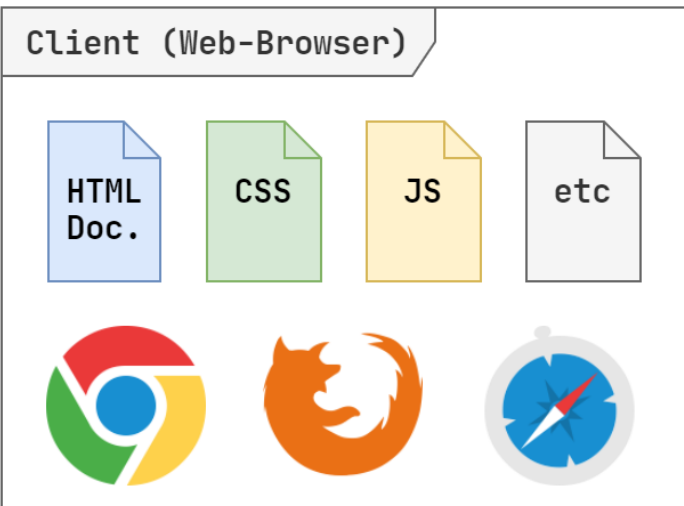 Client (Web-Browser)
HTML
Doc.
CSS
JS
etc